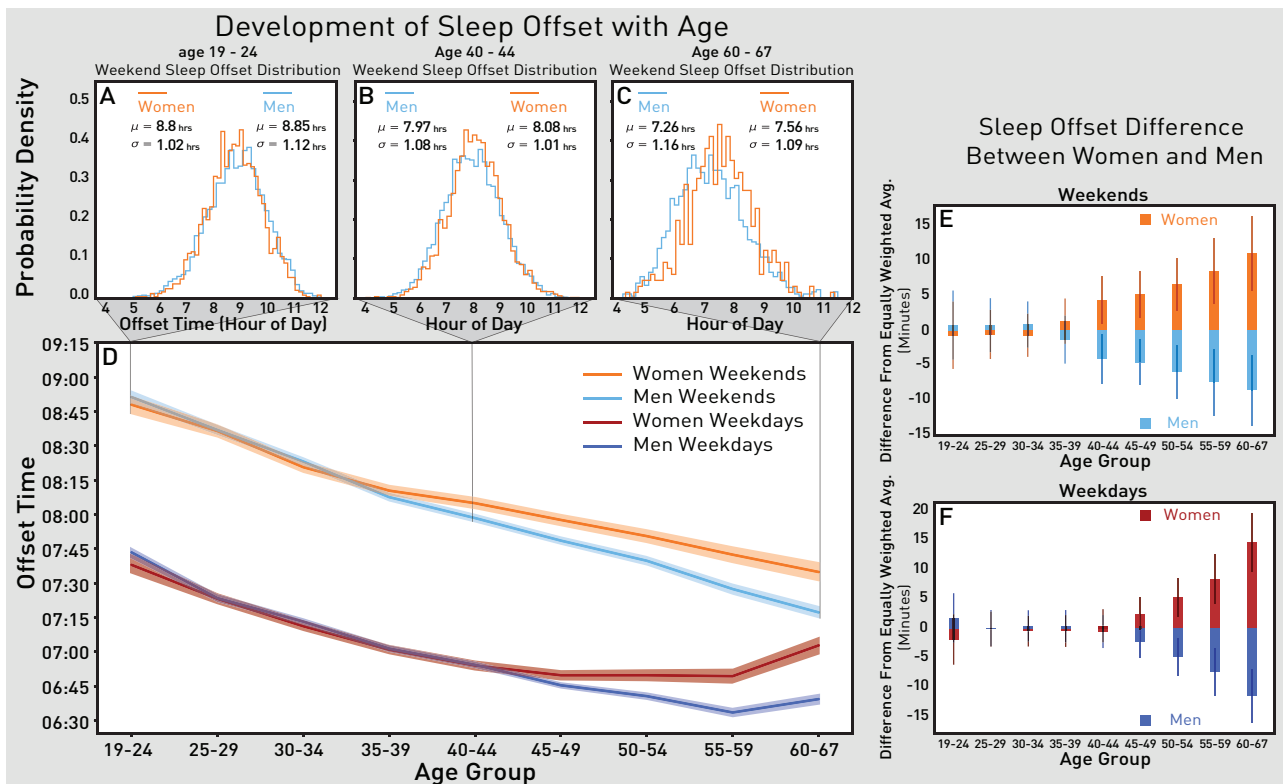 Development of Sleep Offset with Age
age 19 - 24
Weekend Sleep Offset Distribution
Age 40 - 44
Weekend Sleep Offset Distribution
Age 60 - 67
Weekend Sleep Offset Distribution
Probability Density
0.5
0.4
0.3
0.2
0.1
0.0
A
Women
μ = 8.8 hrs
σ = 1.02 hrs
Men
μ = 8.85 hrs
σ = 1.12 hrs
4 5 6 7 8 9 10 11 12
Offset Time (Hour of Day)
B
Men
μ = 7.97 hrs
σ = 1.08 hrs
Women
μ = 8.08 hrs
σ = 1.01 hrs
4 5 6 7 8 9 10 11 12
Hour of Day
C
Men
μ = 7.26 hrs
σ = 1.16 hrs
Women
μ = 7.56 hrs
σ = 1.09 hrs
4 5 6 7 8 9 10 11 12
Hour of Day
D
Offset Time
09:15
09:00
08:45
08:30
08:15
08:00
07:45
07:30
07:15
07:00
06:45
06:30
Women Weekends
Men Weekends
Women Weekdays
Men Weekdays
19-24 25-29 30-34 35-39 40-44 45-49 50-54 55-59 60-67
Age Group
Sleep Offset Difference
Between Women and Men
Weekends
E
Difference From Equally Weighted Avg.
(Minutes)
15
10
5
0
-5
-10
-15
Women
Men
19-24 25-29 30-34 35-39 40-44 45-49 50-54 55-59 60-67
Age Group
Weekdays
F
Difference From Equally Weighted Avg.
(Minutes)
20
15
10
5
0
-5
-10
-15
Women
Men
19-24 25-29 30-34 35-39 40-44 45-49 50-54 55-59 60-67
Age Group